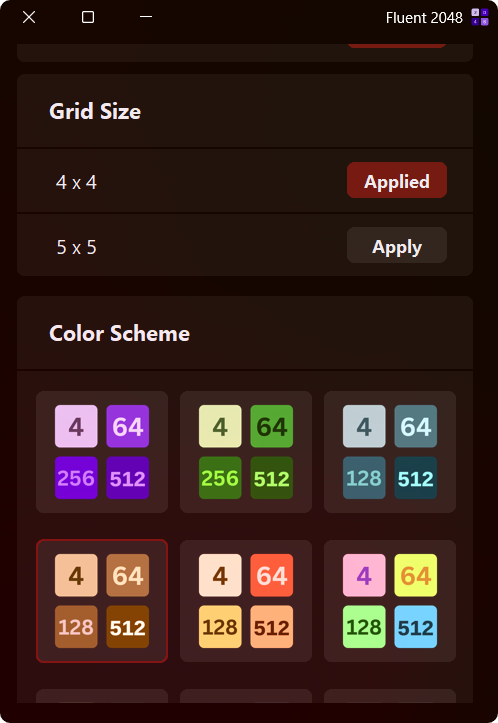 Fluent 2048
Grid Size
4 x 4 Applied
5 x 5 Apply
Color Scheme
4 64 4 64 4 64
256 512 256 512 128 512
4 64 4 64 4 64
128 512 128 512 128 512